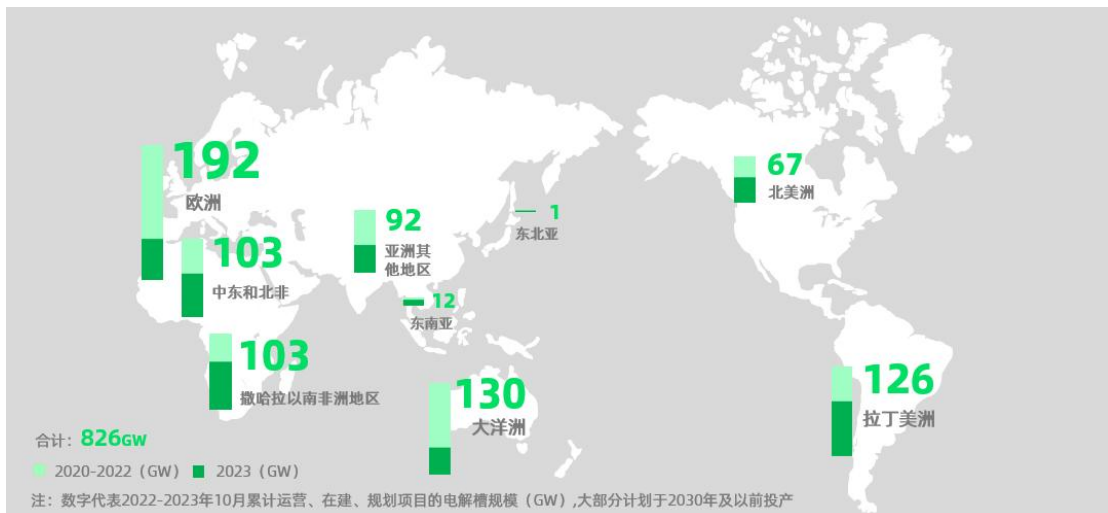 192
欧洲
103
中东和北非
103
撒哈拉以南非洲地区
92
亚洲其
他地区
1
东北亚
12
东南亚
130
大洋洲
67
北美洲
126
拉丁美洲
合计：826GW
2020-2022（GW） 2023（GW）
注：数字代表2022-2023年10月累计运营、在建、规划项目的电解槽规模（GW）,大部分计划于2030年及以前投产